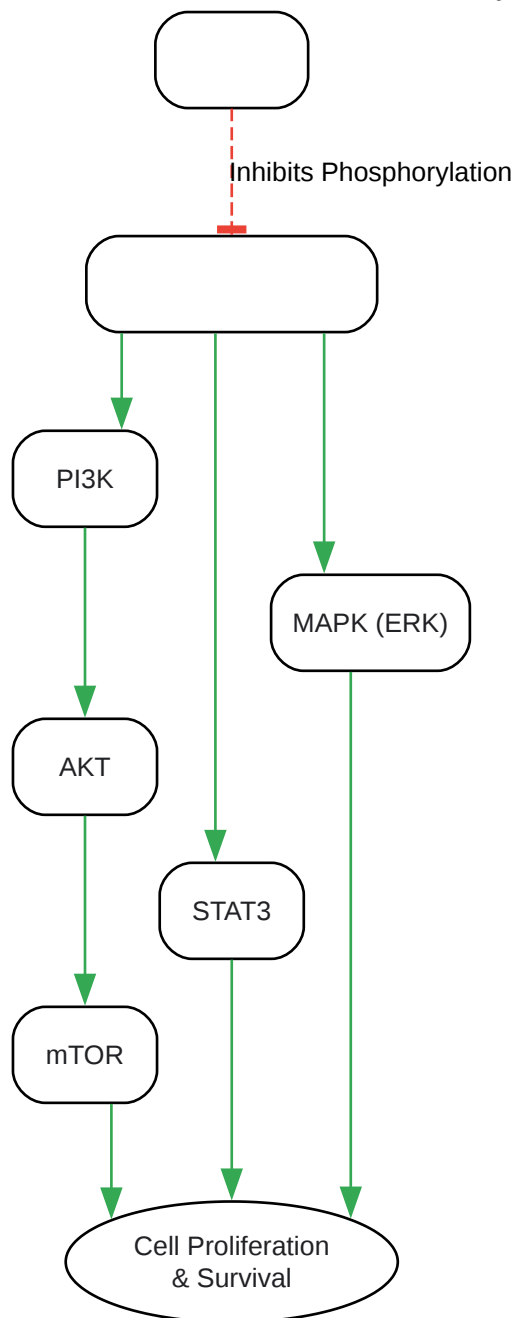 Inhibits Phosphorylation
PI3K
MAPK (ERK)
AKT
STAT3
mTOR
Cell Proliferation
& Survival